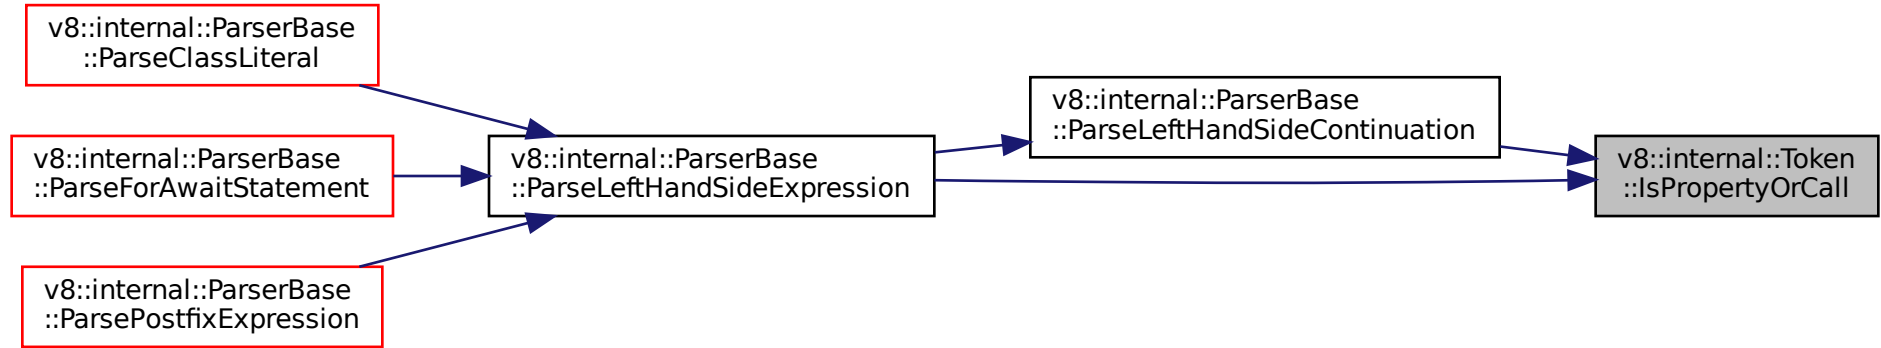 v8::internal::ParserBase
::ParseClassLiteral
v8::internal::ParserBase
::ParseForAwaitStatement
v8::internal::ParserBase
::ParsePostfixExpression
v8::internal::ParserBase
::ParseLeftHandSideExpression
v8::internal::ParserBase
::ParseLeftHandSideContinuation
v8::internal::Token
::IsPropertyOrCall